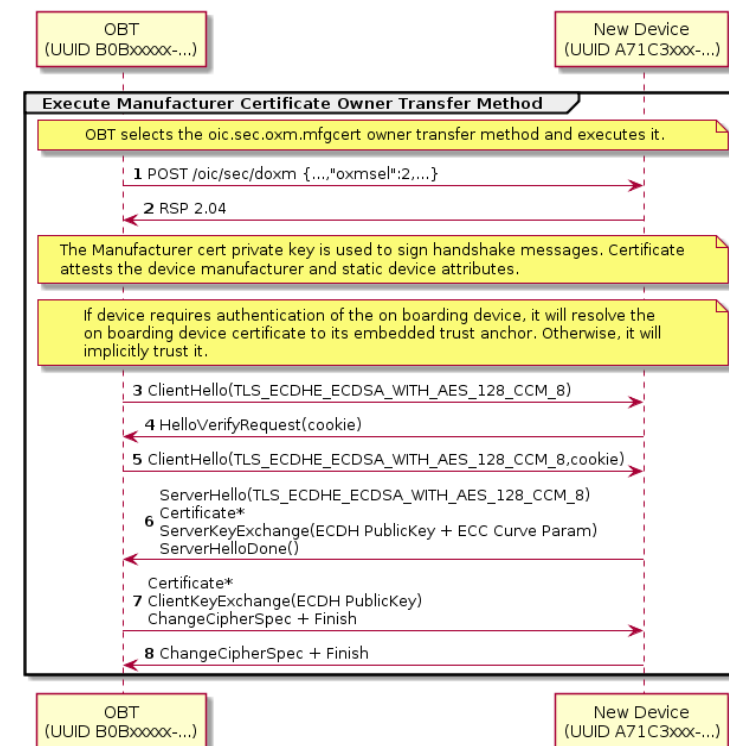 OBT
(UUID B0Bxxxxx-...)
New Device
(UUID A71C3xxx-...)
Execute Manufacturer Certificate Owner Transfer Method
OBT selects the oic.sec.oxm.mfgcert owner transfer method and executes it.
1 POST /oic/sec/doxm {...,"oxmsel":2,...}
2 RSP 2.04
The Manufacturer cert private key is used to sign handshake messages. Certificate
attests the device manufacturer and static device attributes.
If device requires authentication of the on boarding device, it will resolve the
on boarding device certificate to its embedded trust anchor. Otherwise, it will
implicitly trust it.
3 ClientHello(TLS_ECDHE_ECDSA_WITH_AES_128_CCM_8)
4 HelloVerifyRequest(cookie)
5 ClientHello(TLS_ECDHE_ECDSA_WITH_AES_128_CCM_8,cookie)
ServerHello(TLS_ECDHE_ECDSA_WITH_AES_128_CCM_8)
Certificate*
6
ServerKeyExchange(ECDH PublicKey + ECC Curve Param)
ServerHelloDone()
Certificate*
7 ClientKeyExchange(ECDH PublicKey)
ChangeCipherSpec + Finish
8 ChangeCipherSpec + Finish
OBT
(UUID B0Bxxxxx-...)
New Device
(UUID A71C3xxx-...)